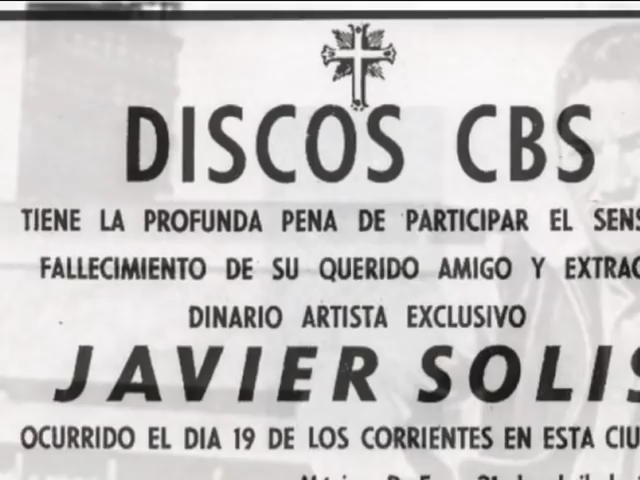 DISCOS CBS
TIENE LA PROFUNDA PENA DE PARTICIPAR EL SENS
FALLECIMIENTO DE SU QUERIDO AMIGO Y EXTRAO
DINARIO ARTISTA EXCLUSIVO
JAVIER SOLIS
OCURRIDO EL DIA 19 DE LOS CORRIENTES EN ESTA CIU